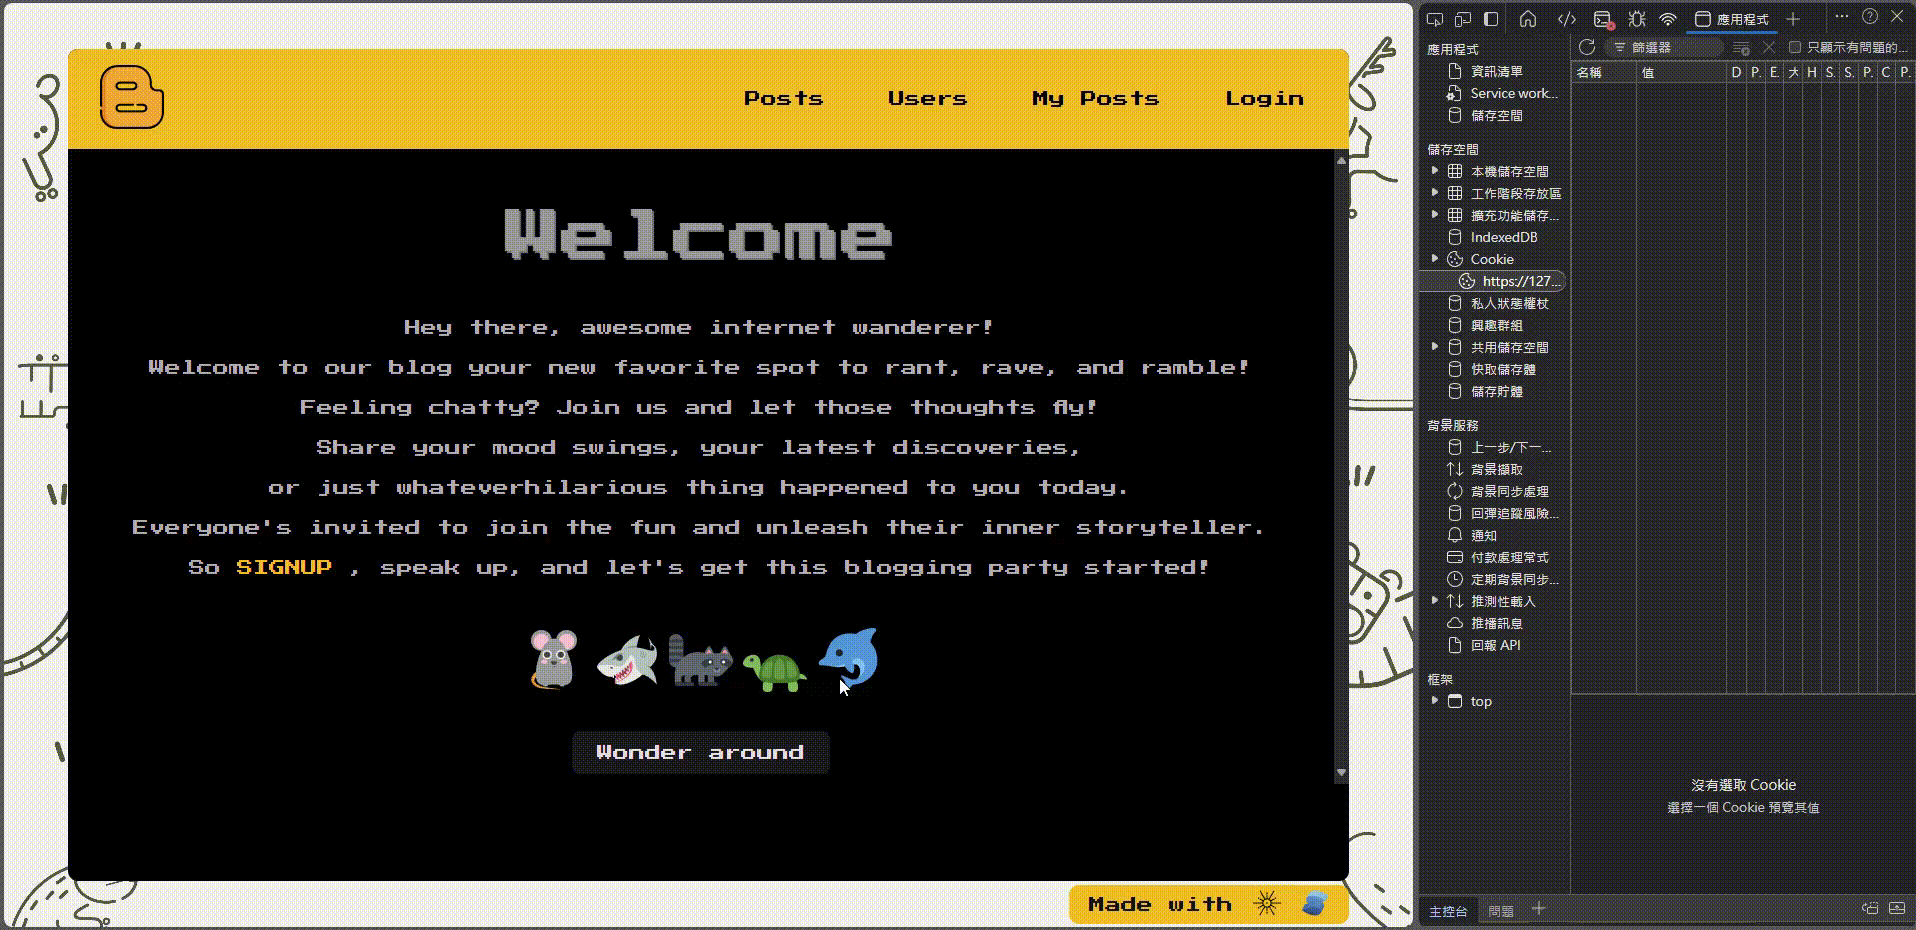 Posts Users My Posts Login
Welcome
Hey there, awesome internet wanderer!
Welcome to our blog your new favorite spot to rant, rave, and ramble!
Feeling chatty? Join us and let those thoughts fly!
Share your mood swings, your latest discoveries,
or just whateverhilarious thing happened to you today.
Everyone's invited to join the fun and unleash their inner storyteller.
So SIGNUP , speak up, and let's get this blogging party started!
Wonder around
Made with
應用程式
應用程式
資訊清單
Service work...
儲存空間
儲存空間
本機儲存空間
工作階段存放區
擴充功能儲存...
IndexedDB
Cookie
https://127...
私人狀態權杖
興趣群組
共用儲存空間
快取儲存體
儲存貯體
背景服務
上一步/下一...
背景擷取
背景同步處理
回彈追蹤風險...
通知
付款處理常式
定期背景同步...
推測性載入
推播訊息
回報 API
框架
top
篩選器 只顯示有問題的...
名稱 值 D P. E. 大 H S. S. P. C P.
沒有選取 Cookie
選擇一個 Cookie 預覽其值
主控台 問題